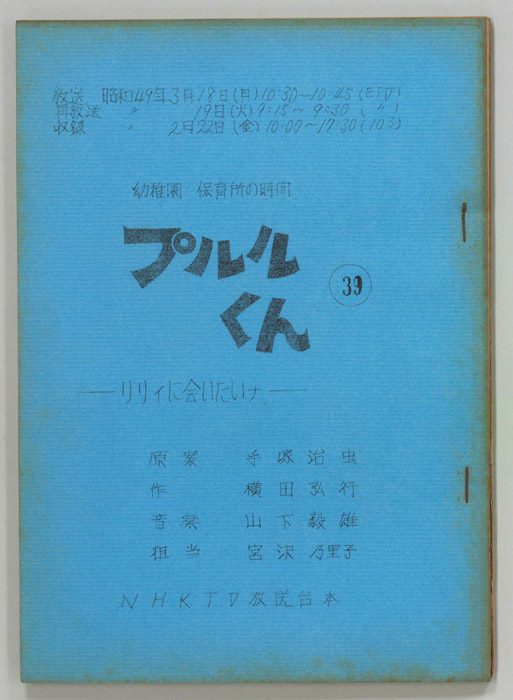 放送 昭和49年3月18日(月)10:30~10:45(ETV)
再放送 〃 19日(火)9:15~9:30(〃)
収録 〃 2月22日(金)10:00~17:30
幼稚園 保育所の時間
プルル
くん
39
―リリィに会いたいナ―
原案 手塚治虫
作 横田弘行
音楽 山下毅雄
担当 宮沢乃里子
NHKTV放送台本